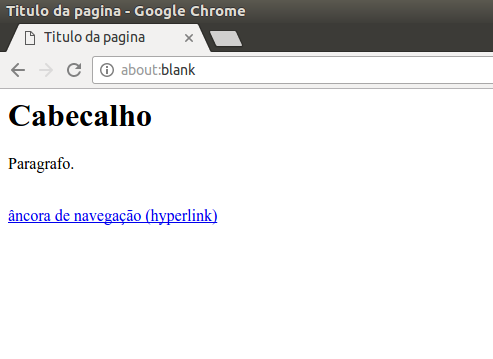 Titulo da pagina - Google Chrome
Titulo da pagina
about:blank
Cabecalho
Paragrafo.
âncora de navegação (hyperlink)